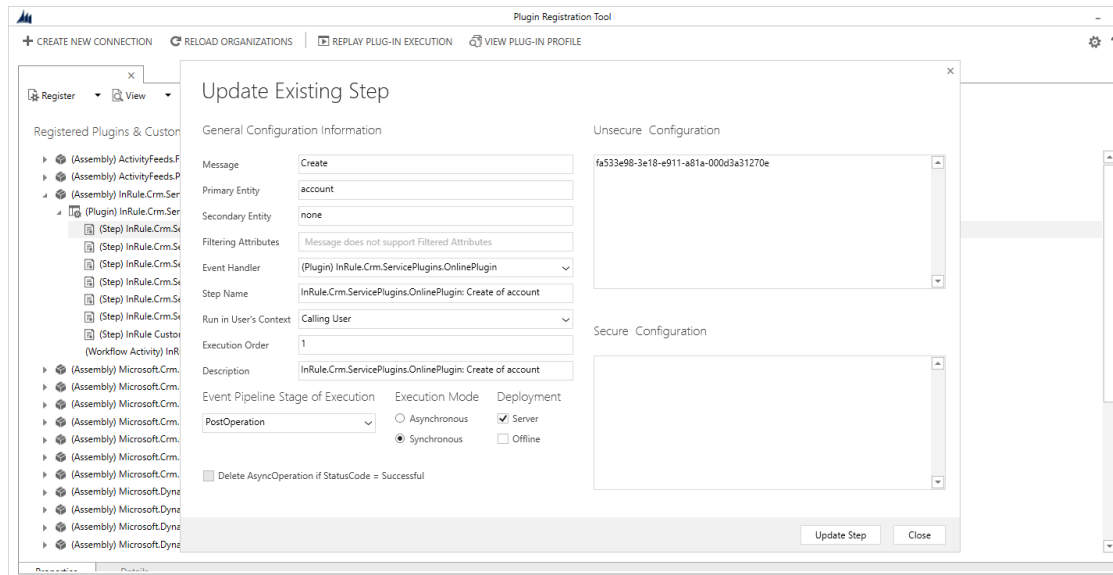 Plugin Registration Tool
CREATE NEW CONNECTION RELOAD ORGANIZATIONS REPLAY PLUG-IN EXECUTION VIEW PLUG-IN PROFILE
Register View
Registered Plugins & Custon
(Assembly) ActivityFeeds.F
(Assembly) ActivityFeeds.P
(Assembly) InRule.Crm.Ser
(Plugin) InRule.Crm.Ser
(Step) InRule.Crm.Se
(Step) InRule.Crm.Se
(Step) InRule.Crm.Se
(Step) InRule.Crm.Se
(Step) InRule.Crm.Se
(Step) InRule.Crm.Se
(Step) InRule Custor
(Workflow Activity) InR
(Assembly) Microsoft.Crm.
(Assembly) Microsoft.Crm.
(Assembly) Microsoft.Crm.
(Assembly) Microsoft.Crm.
(Assembly) Microsoft.Crm.
(Assembly) Microsoft.Crm.
(Assembly) Microsoft.Crm.
(Assembly) Microsoft.Dyna
(Assembly) Microsoft.Dyna
(Assembly) Microsoft.Dyna
(Assembly) Microsoft.Dyna
Update Existing Step
General Configuration Information
Message Create
Primary Entity account
Secondary Entity none
Filtering Attributes Message does not support Filtered Attributes
Event Handler (Plugin) InRule.Crm.ServicePlugins.OnlinePlugin
Step Name InRule.Crm.ServicePlugins.OnlinePlugin: Create of account
Run in User's Context Calling User
Execution Order 1
Description InRule.Crm.ServicePlugins.OnlinePlugin: Create of account
Event Pipeline Stage of Execution Execution Mode Deployment
PostOperation Asynchronous Server
Synchronous Offline
Delete AsyncOperation if StatusCode = Successful
Unsecure Configuration
fa533e98-3e18-e911-a81a-000d3a31270e
Secure Configuration
Update Step Close
Properties Details